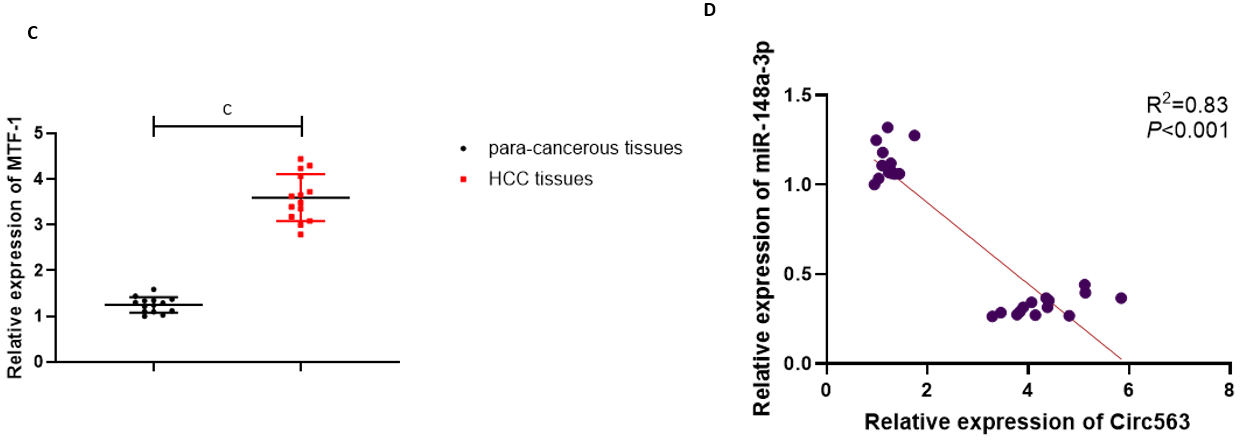 C
Relative expression of MTF-1
5
4
3
2
1
0
c
para-cancerous tissues
HCC tissues
D
Relative expression of miR-148a-3p
1.5
1.0
0.5
0.0
R²=0.83
P<0.001
0 2 4 6 8
Relative expression of Circ563